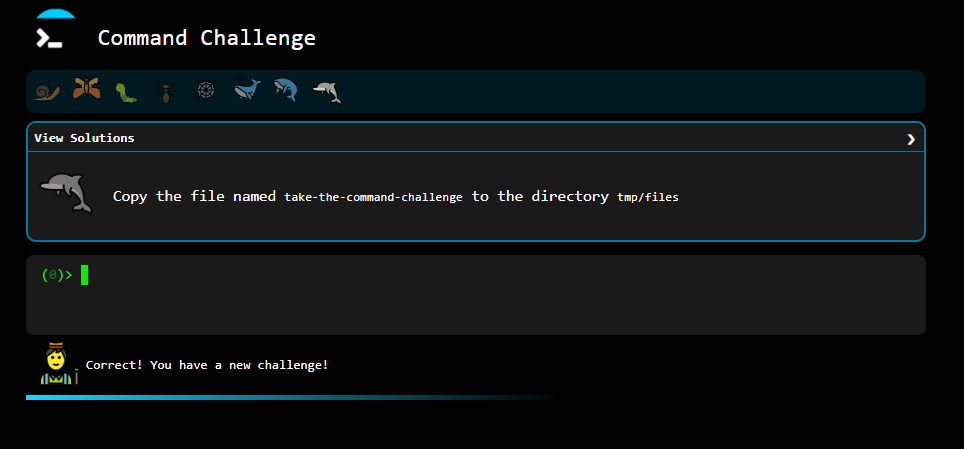 Command Challenge
View Solutions
Copy the file named take-the-command-challenge to the directory tmp/files
(0)>
Correct! You have a new challenge!